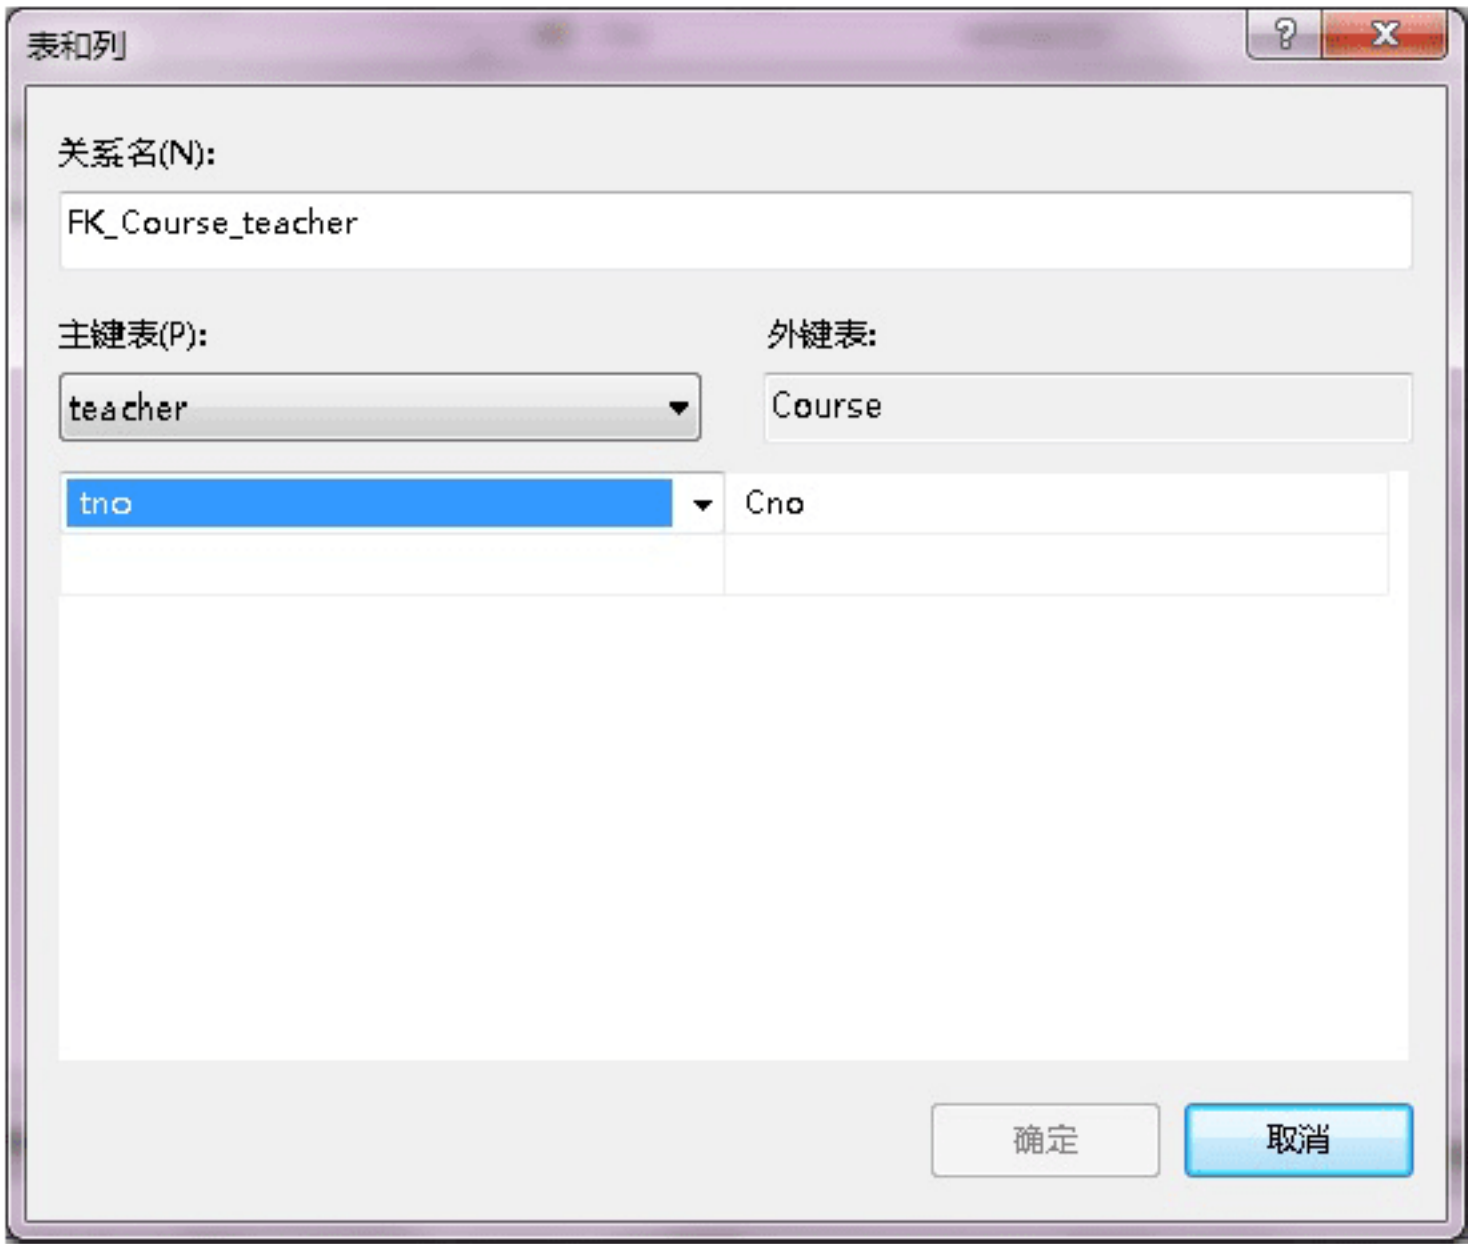 表和列
关系名(N):
FK_Course_teacher
主键表(P):
外键表:
teacher
Course
tno
Cno
确定
取消